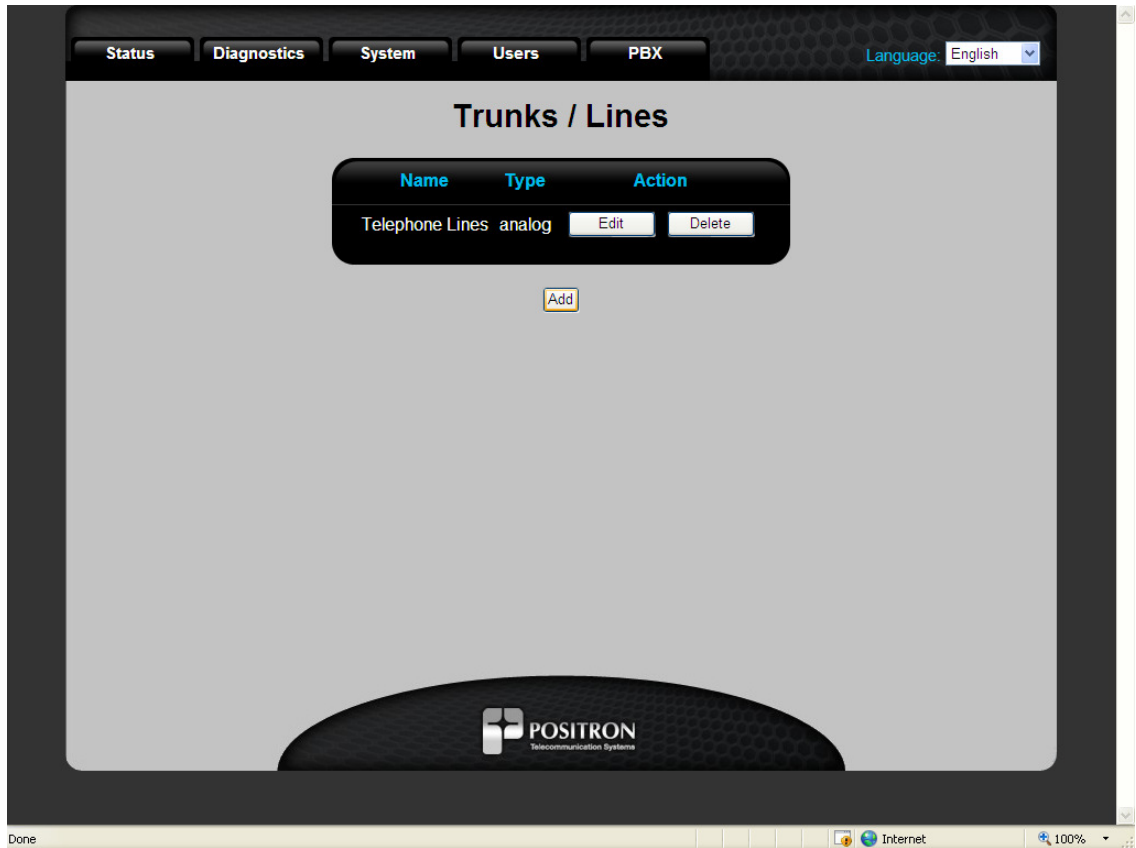 Status Diagnostics System Users PBX Language: English
Trunks / Lines
Name Type Action
Telephone Lines analog Edit Delete
Add
POSITRON
Telecommunication Systems
Done Internet 100%